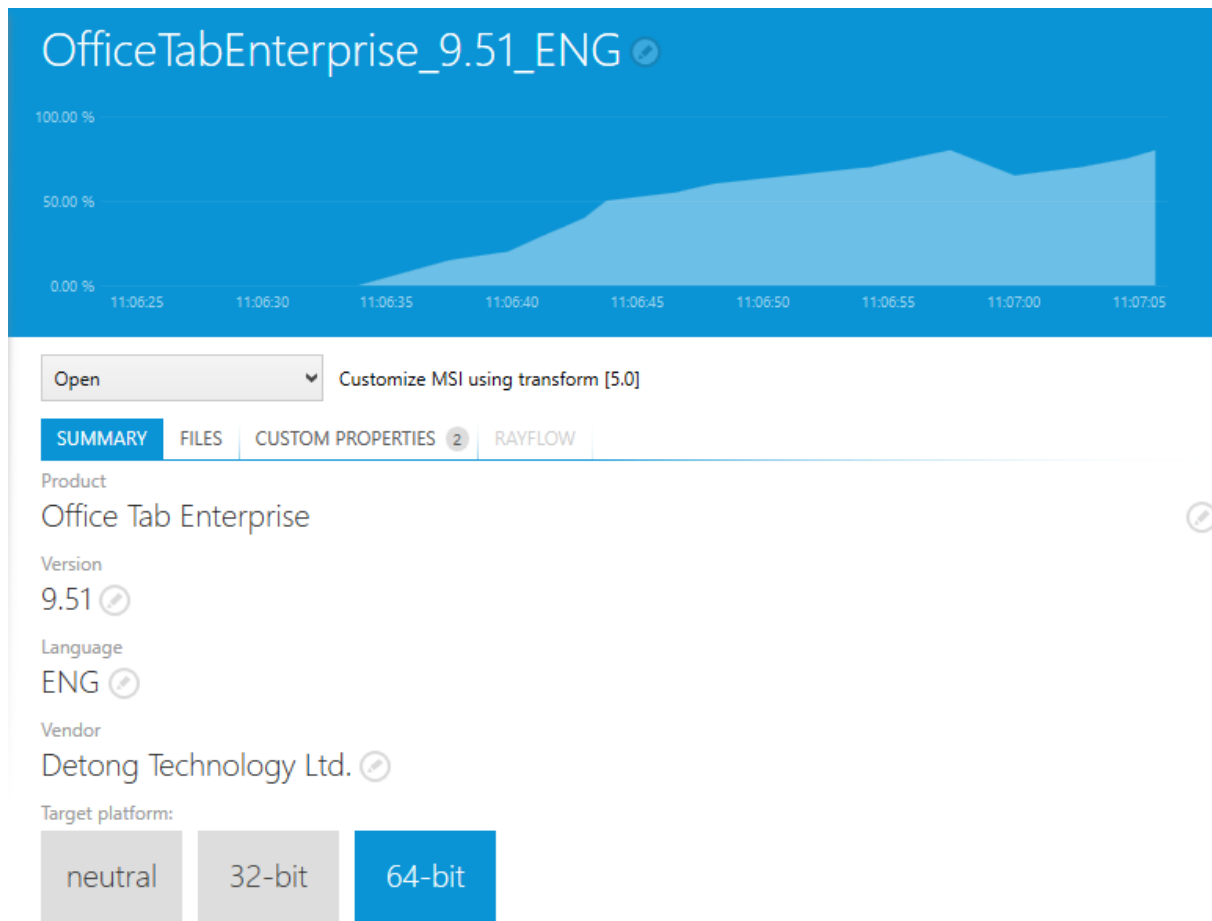 OfficeTabEnterprise_9.51_ENG
100.00 %
50.00 %
0.00 %
11:06:25 11:06:30 11:06:35 11:06:40 11:06:45 11:06:50 11:06:55 11:07:00 11:07:05
Open Customize MSI using transform [5.0]
SUMMARY FILES CUSTOM PROPERTIES 2 RAYFLOW
Product
Office Tab Enterprise
Version
9.51
Language
ENG
Vendor
Detong Technology Ltd.
Target platform:
neutral 32-bit 64-bit